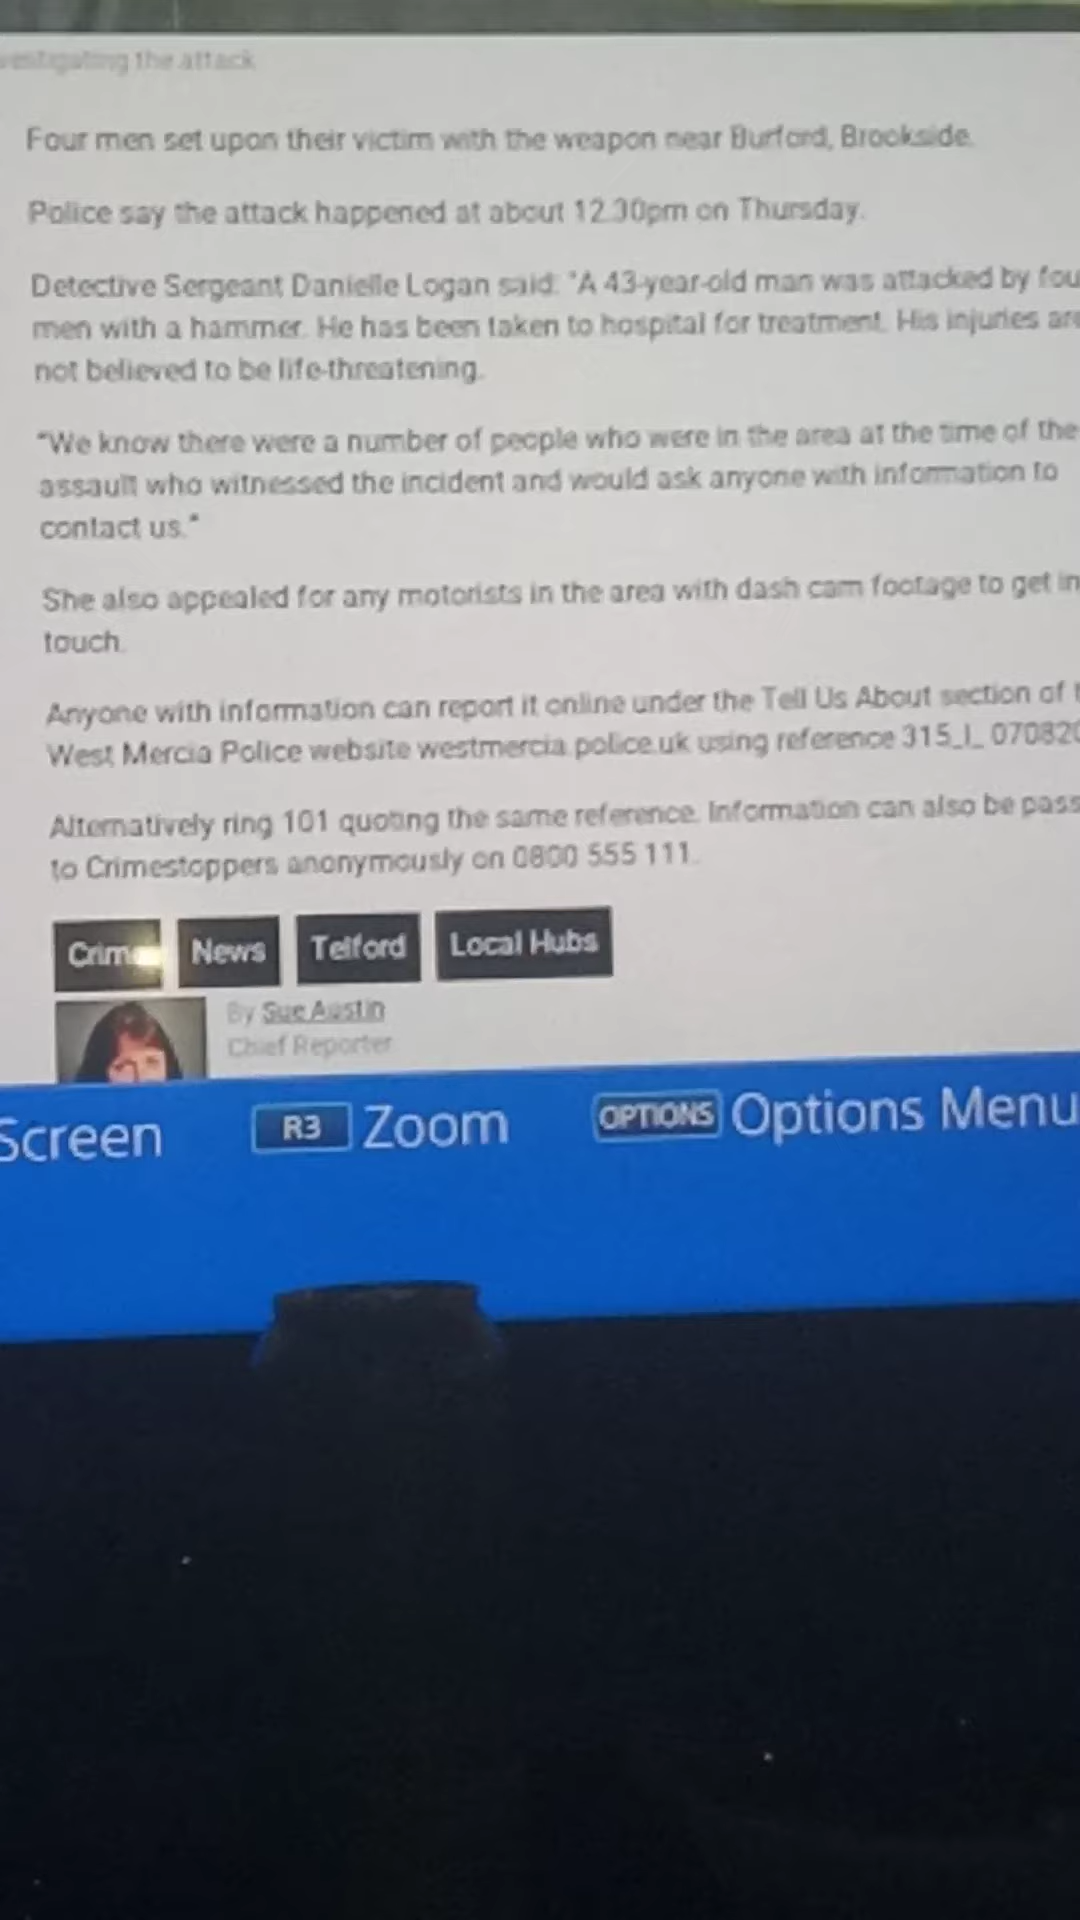 vestigating the attack
Four men set upon their victim with the weapon near Burford, Brookside.
Police say the attack happened at about 12.30pm on Thursday.
Detective Sergeant Danielle Logan said: "A 43-year-old man was attacked by fou
men with a hammer. He has been taken to hospital for treatment. His injuries are
not believed to be life-threatening.
"We know there were a number of people who were in the area at the time of the
assault who witnessed the incident and would ask anyone with information to
contact us."
She also appealed for any motorists in the area with dash cam footage to get in
touch.
Anyone with information can report it online under the Tell Us About section of t
West Mercia Police website westmercia.police.uk using reference 315_I_ 070820
Alternatively ring 101 quoting the same reference. Information can also be pass
to Crimestoppers anonymously on 0800 555 111.
Crim News Telford Local Hubs
By Sue Austin
Chief Reporter
Screen R3 Zoom OPTIONS Options Menu